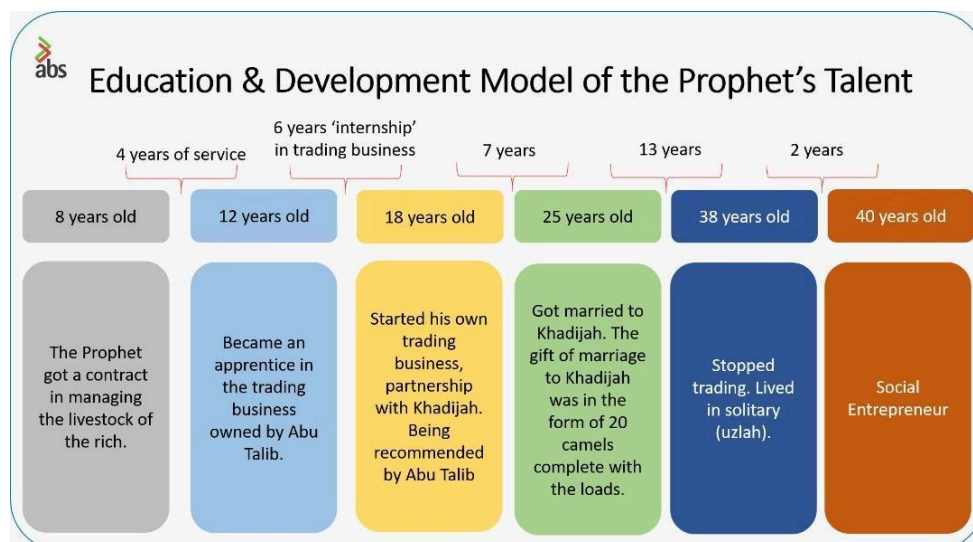 abs
Education & Development Model of the Prophet's Talent
4 years of service
6 years 'internship'
in trading business
7 years
13 years
2 years
8 years old
12 years old
18 years old
25 years old
38 years old
40 years old
The Prophet
got a contract
in managing
the livestock of
the rich.
Became an
apprentice in
the trading
business
owned by Abu
Talib.
Started his own
trading
business,
partnership
with Khadijah.
Being
recommended
by Abu Talib
Got married to
Khadijah. The
gift of marriage
to Khadijah
was in the
form of 20
camels
complete with
the loads.
Stopped
trading. Lived
in solitary
(uzlah).
Social
Entrepreneur